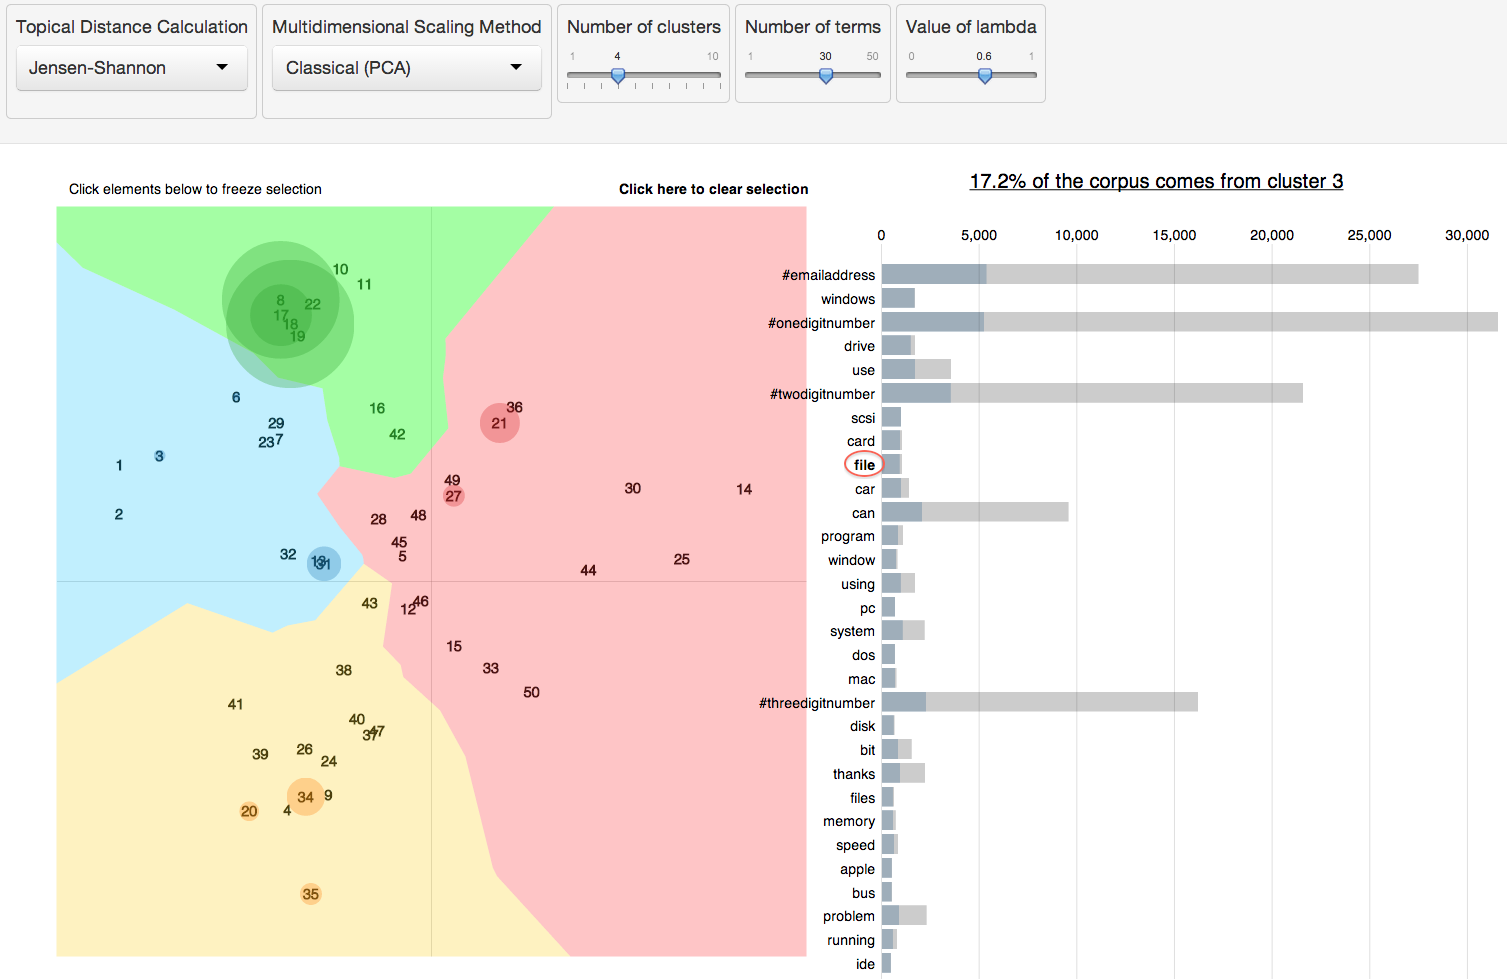 Topical Distance Calculation
Jensen-Shannon
Multidimensional Scaling Method
Classical (PCA)
Number of clusters
1 4 10
Number of terms
1 30 50
Value of lambda
0 0.6 1
Click elements below to freeze selection
Click here to clear selection
17.2% of the corpus comes from cluster 3
10
11
8
22
17
18
19
6
16
29
42
23
7
3
1
2
32
13
31
36
21
49
27
30
14
28
48
45
5
25
44
43
46
12
15
33
50
38
41
40
47
37
26
39
24
34
9
20
4
35
0 5,000 10,000 15,000 20,000 25,000 30,000
#emailaddress
windows
#onedigitnumber
drive
use
#twodigitnumber
scsi
card
file
car
can
program
window
using
pc
system
dos
mac
#threedigitnumber
disk
bit
thanks
files
memory
speed
apple
bus
problem
running
ide